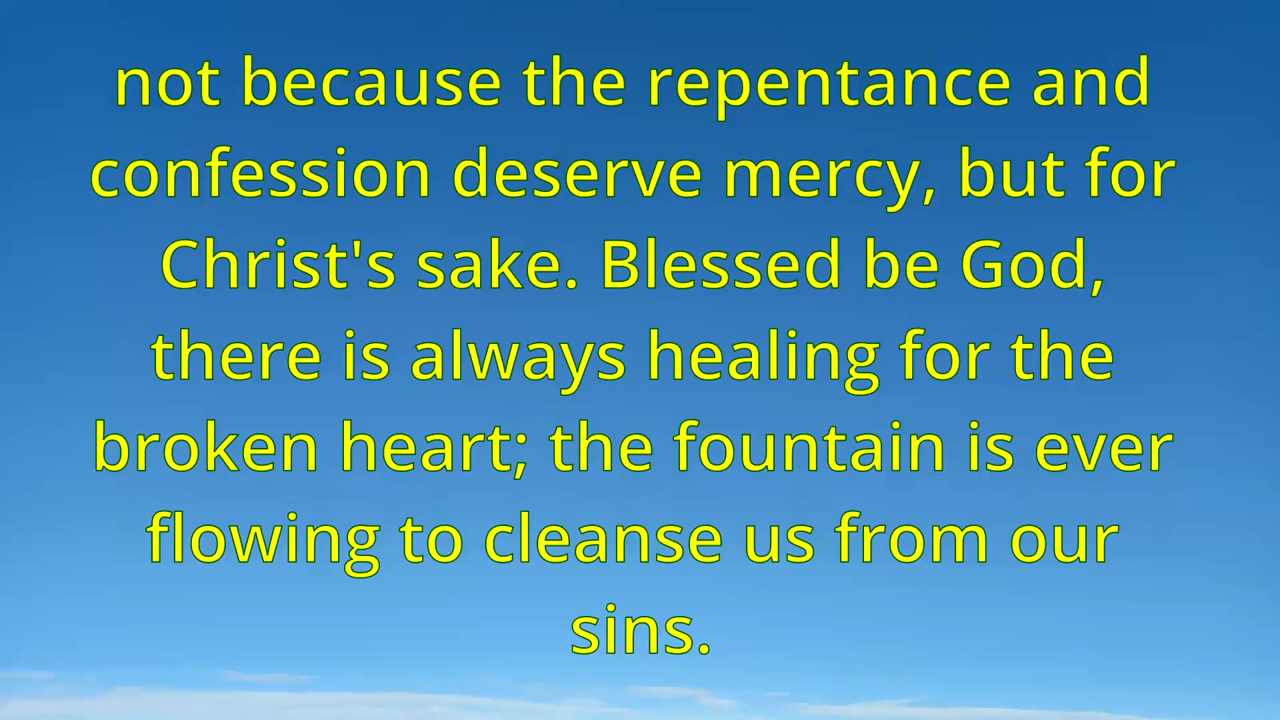 not because the repentance and
confession deserve mercy, but for
Christ's sake. Blessed be God,
there is always healing for the
broken heart; the fountain is ever
flowing to cleanse us from our
sins.